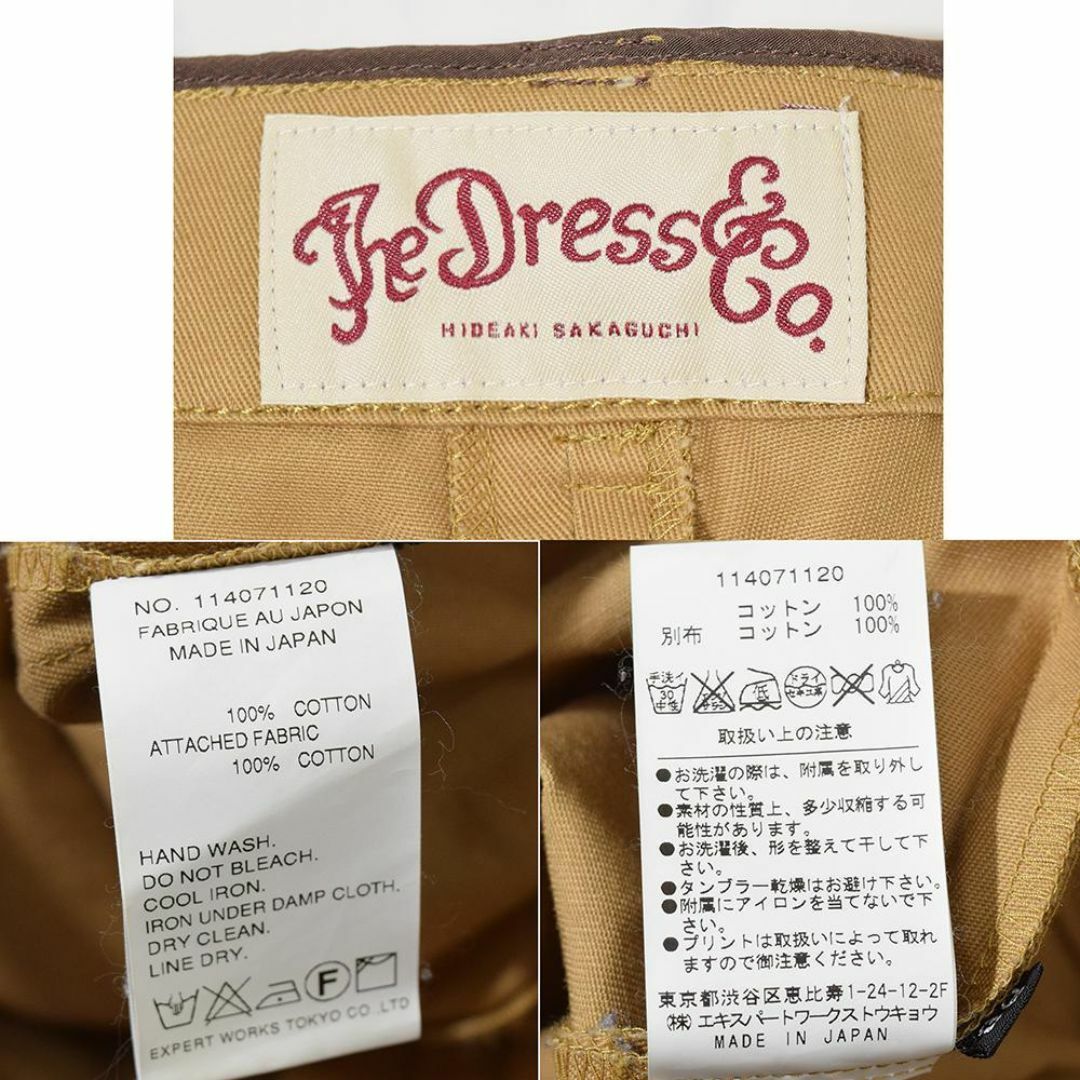 The Dress & Co.
HIDEAKI SAKAGUCHI
NO. 114071120
FABRIQUE AU JAPON
MADE IN JAPAN
100% COTTON
ATTACHED FABRIC
100% COTTON
HAND WASH.
DO NOT BLEACH.
COOL IRON.
IRON UNDER DAMP CLOTH.
DRY CLEAN.
LINE DRY.
F
EXPERT WORKS TOKYO CO.,LTD
114071120
コットン 100%
別布 コットン 100%
手洗イ 30 中性
低
ドライ
取扱い上の注意
●お洗濯の際は、附属を取り外し
て下さい。
●素材の性質上、多少収縮する可
能性があります。
●お洗濯後、形を整えて干して下
さい。
●タンブラー乾燥はお避け下さい。
●附属にアイロンを当てないで下
さい。
●プリントは取扱いによって取れ
ますので御注意ください。
東京都渋谷区恵比寿1-24-12-2F
㈱エキスパートワークストウキョウ
MADE IN JAPAN